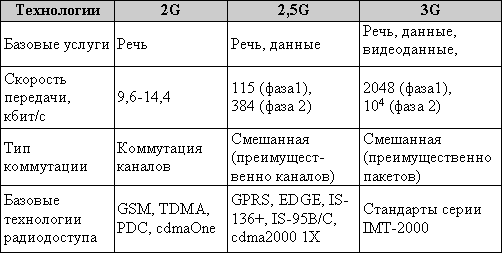 Технологии 2G 2,5G 3G
Базовые услуги Речь Речь, данные Речь, данные,
видеоданные,
Скорость
передачи,
кбит/с
9,6-14,4
115 (фаза1),
384 (фаза 2)
2048 (фаза1),
10⁴ (фаза 2)
Тип
коммутации
Коммутация
каналов
Смешанная
(преимущест-
венно каналов)
Смешанная
(преимущественно
пакетов)
Базовые
технологии
радиодоступа
GSM, TDMA,
PDC, cdmaOne
GPRS, EDGE, IS-
136+, IS-95B/C,
cdma2000 1X
Стандарты серии
IMT-2000